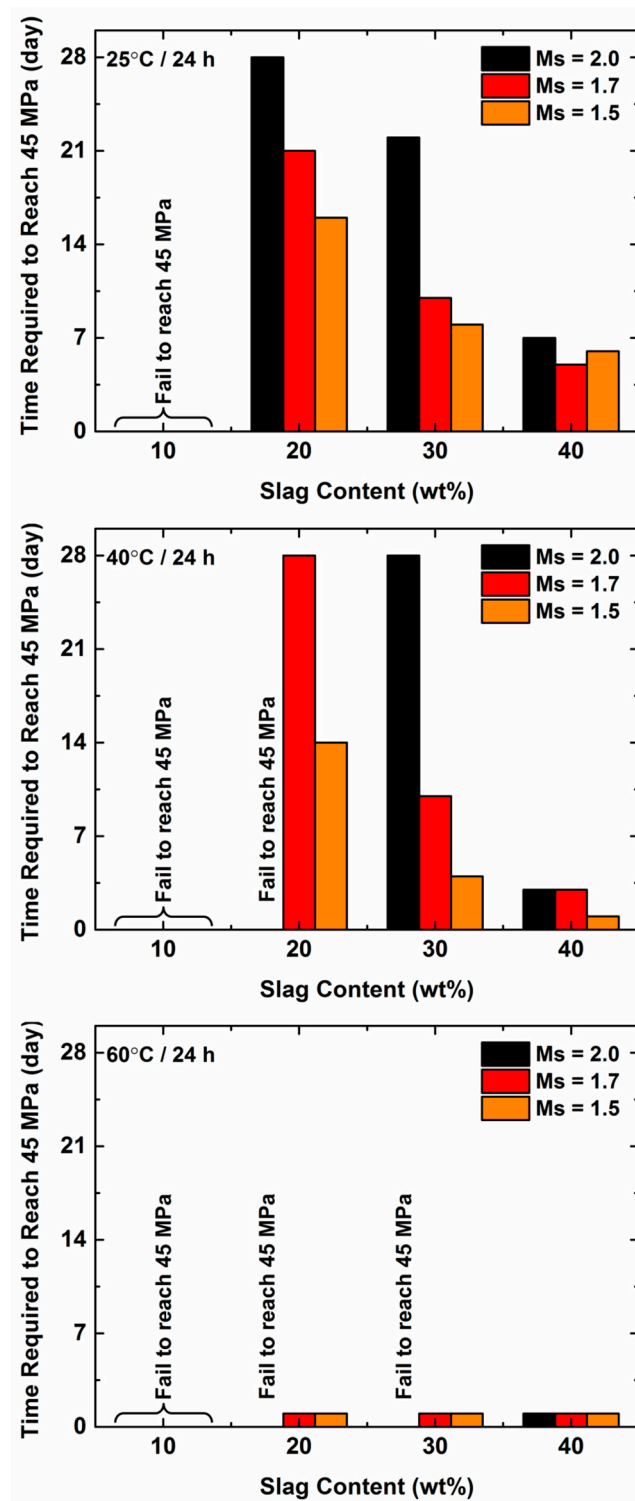 25°C / 24 h
Ms = 2.0
Ms = 1.7
Ms = 1.5
Time Required to Reach 45 MPa (day)
28
21
14
7
0
Fail to reach 45 MPa
10
20
30
40
Slag Content (wt%)
40°C / 24 h
Ms = 2.0
Ms = 1.7
Ms = 1.5
Time Required to Reach 45 MPa (day)
28
21
14
7
0
Fail to reach 45 MPa
Fail to reach 45 MPa
10
20
30
40
Slag Content (wt%)
60°C / 24 h
Ms = 2.0
Ms = 1.7
Ms = 1.5
Time Required to Reach 45 MPa (day)
28
21
14
7
0
Fail to reach 45 MPa
Fail to reach 45 MPa
Fail to reach 45 MPa
10
20
30
40
Slag Content (wt%)